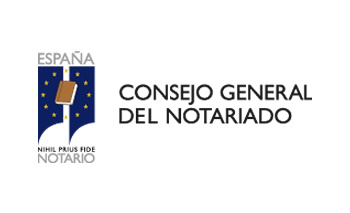 ESPAÑA
NIHIL PRIUS FIDE
NOTARIO
CONSEJO GENERAL
DEL NOTARIADO